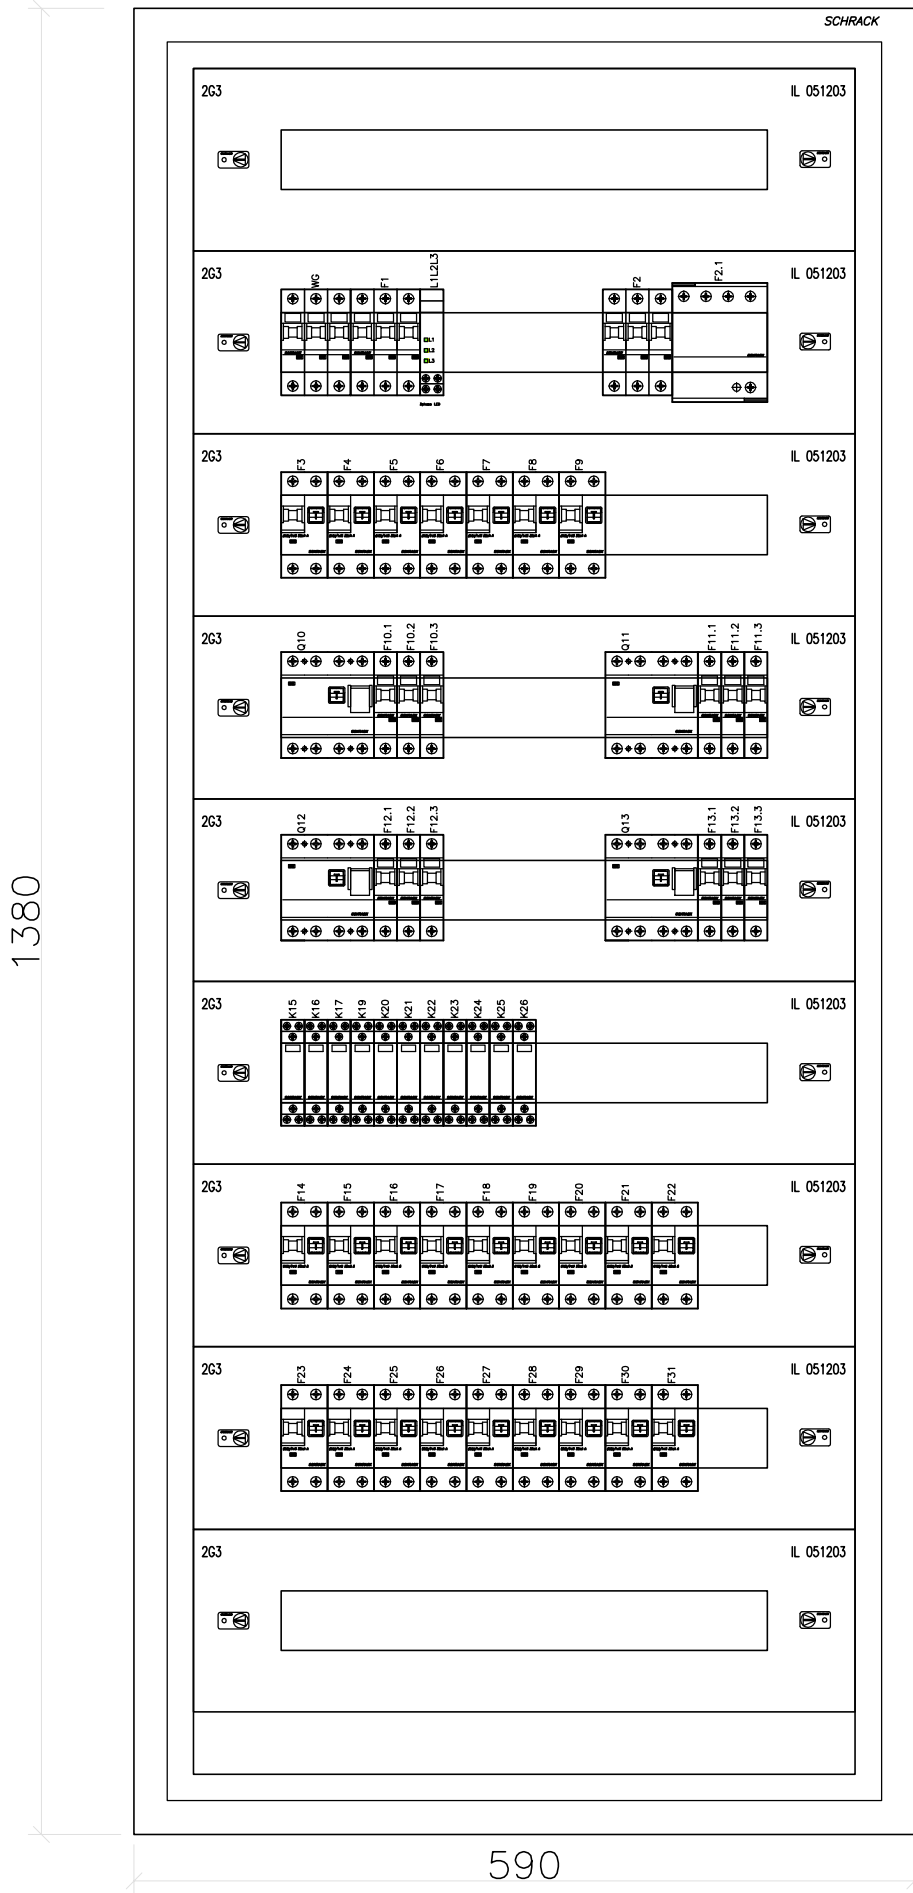 SCHRACK
2G3 IL 051203
2G3 WG F1 L1L2L3 F2 F2.1 IL 051203
L1
L2
L3
2G3 F3 F4 F5 F6 F7 F8 F9 IL 051203
2G3 Q10 F10.1 F10.2 F10.3 Q11 F11.1 F11.2 F11.3 IL 051203
2G3 Q12 F12.1 F12.2 F12.3 Q13 F13.1 F13.2 F13.3 IL 051203
1380
2G3 K15 K16 K17 K19 K20 K21 K22 K23 K24 K25 K26 IL 051203
2G3 F14 F15 F16 F17 F18 F19 F20 F21 F22 IL 051203
2G3 F23 F24 F25 F26 F27 F28 F29 F30 F31 IL 051203
2G3 IL 051203
590